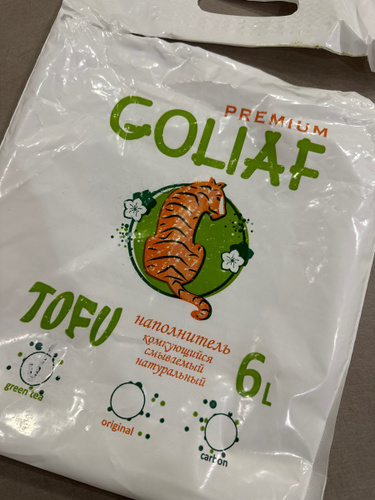 PREMIUM
GOLIAF
TOFU
наполнитель
комкующийся
смываемый
натуральный
6L
green tea
original
carbon